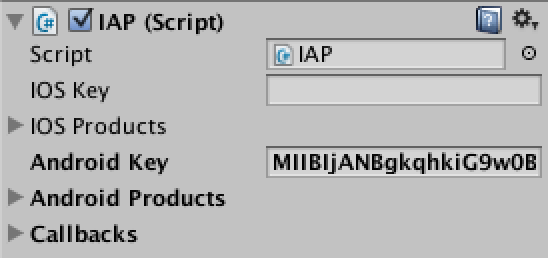 IAP (Script)
Script IAP
IOS Key
IOS Products
Android Key MIIBIjANBgkqhkiG9w0B
Android Products
Callbacks